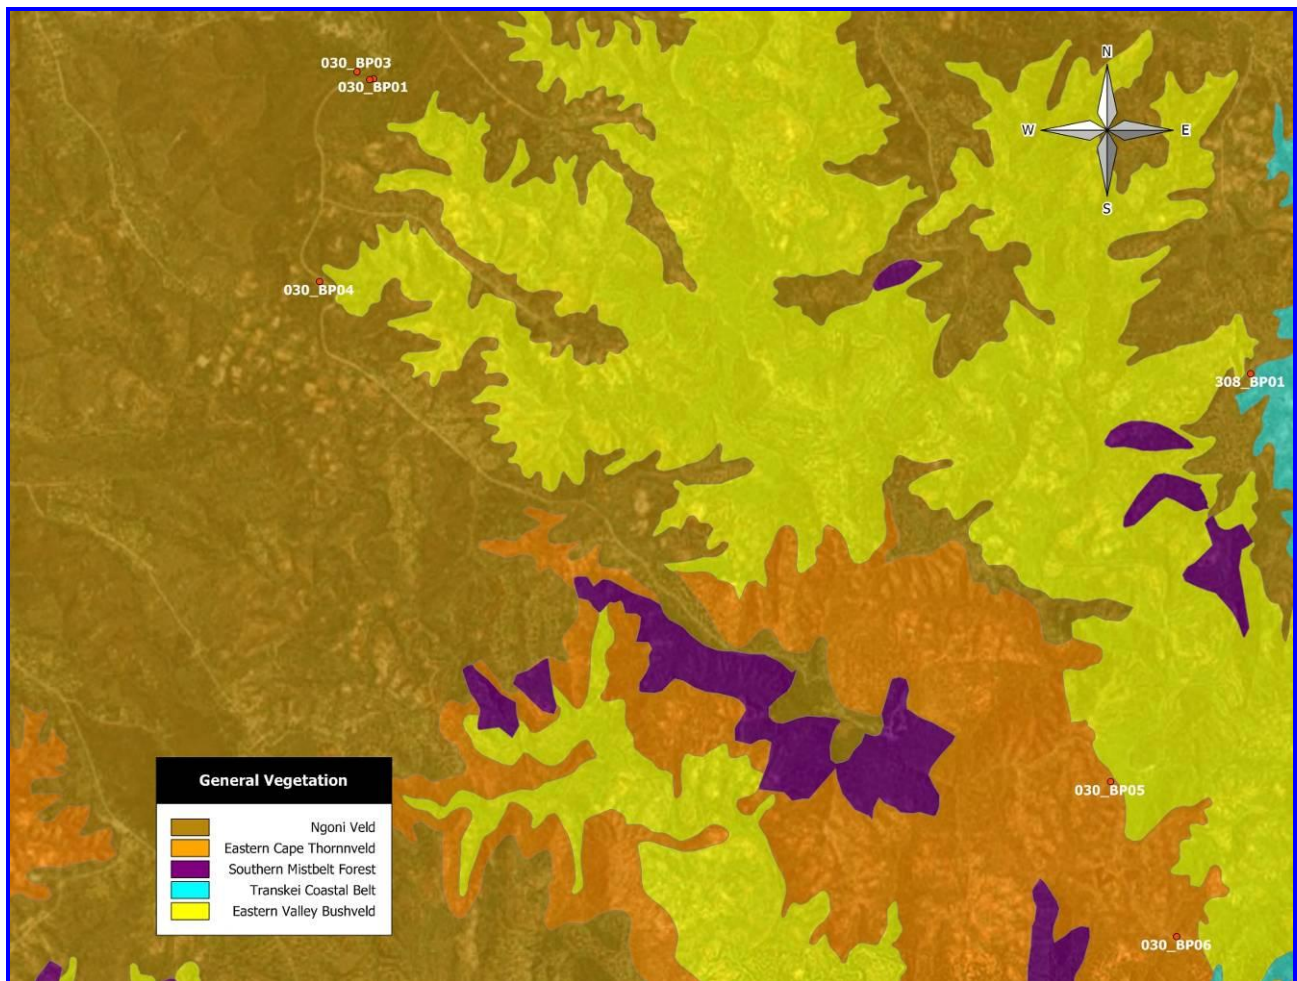 030_BP03
030_BP01
N
W
E
S
030_BP04
308_BP01
030_BP05
030_BP06
General Vegetation
Ngoni Veld
Eastern Cape Thornnveld
Southern Mistbelt Forest
Transkei Coastal Belt
Eastern Valley Bushveld